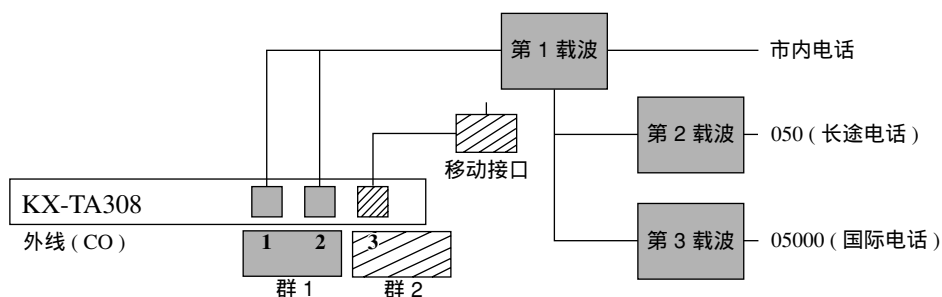 第 1 载波
市内电话
第 2 载波
050 ( 长途电话 )
移动接口
KX-TA308
外线 ( CO )
1
2
3
第 3 载波
05000 ( 国际电话 )
群 1
群 2